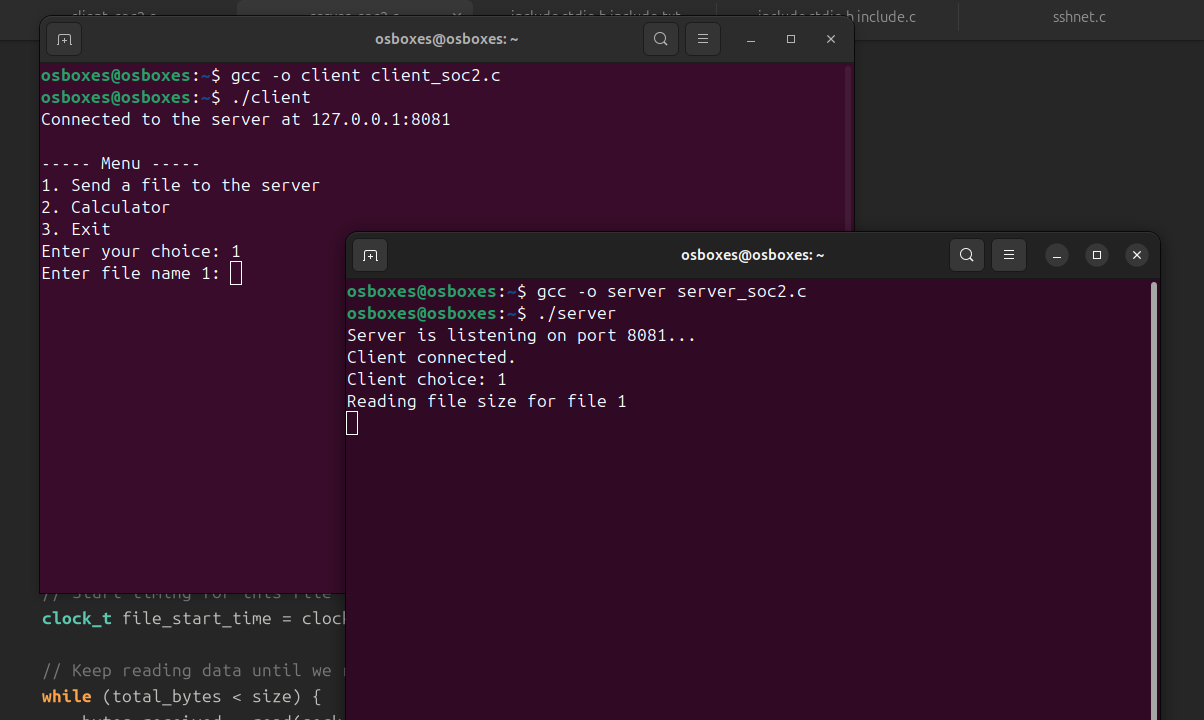 sshnet.c
osboxes@osboxes: ~
osboxes@osboxes:~$ gcc -o client client_soc2.c
osboxes@osboxes:~$ ./client
Connected to the server at 127.0.0.1:8081
----- Menu -----
1. Send a file to the server
2. Calculator
3. Exit
Enter your choice: 1
Enter file name 1:
osboxes@osboxes: ~
osboxes@osboxes:~$ gcc -o server server_soc2.c
osboxes@osboxes:~$ ./server
Server is listening on port 8081...
Client connected.
Client choice: 1
Reading file size for file 1
// Start timing for this file
clock_t file_start_time = clock
// Keep reading data until we
while (total_bytes < size) {